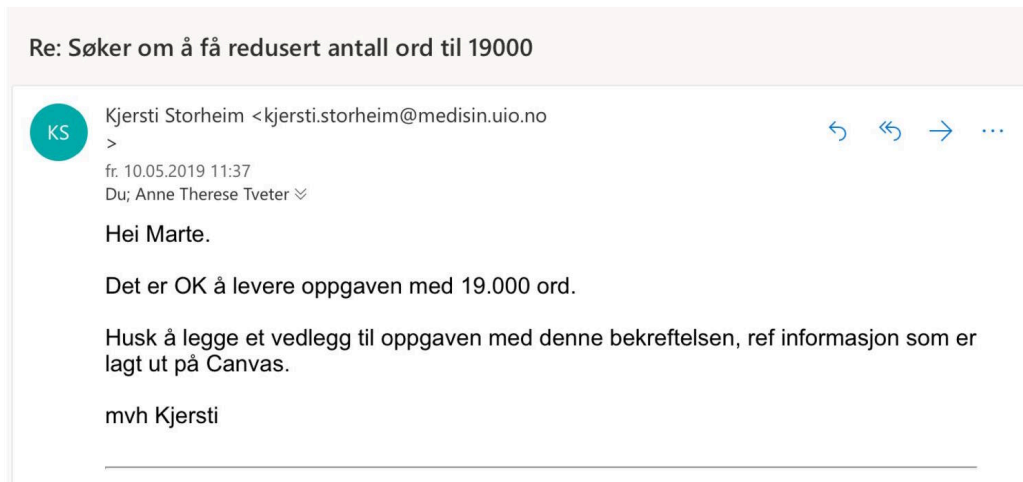 Re: Søker om å få redusert antall ord til 19000
KS
Kjersti Storheim <kjersti.storheim@medisin.uio.no
>
fr. 10.05.2019 11:37
Du; Anne Therese Tveter
Hei Marte.
Det er OK å levere oppgaven med 19.000 ord.
Husk å legge et vedlegg til oppgaven med denne bekreftelsen, ref informasjon som er
lagt ut på Canvas.
mvh Kjersti